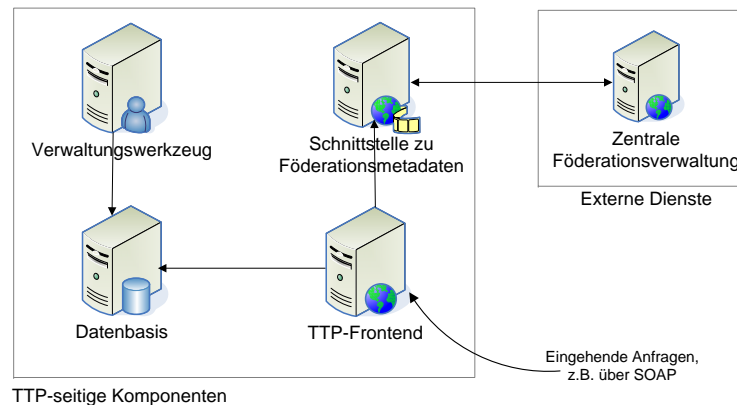 Verwaltungswerkzeug
Schnittstelle zu
Föderationsmetadaten
Zentrale
Föderationsverwaltung
Externe Dienste
Datenbasis
TTP-Frontend
Eingehende Anfragen,
z.B. über SOAP
TTP-seitige Komponenten